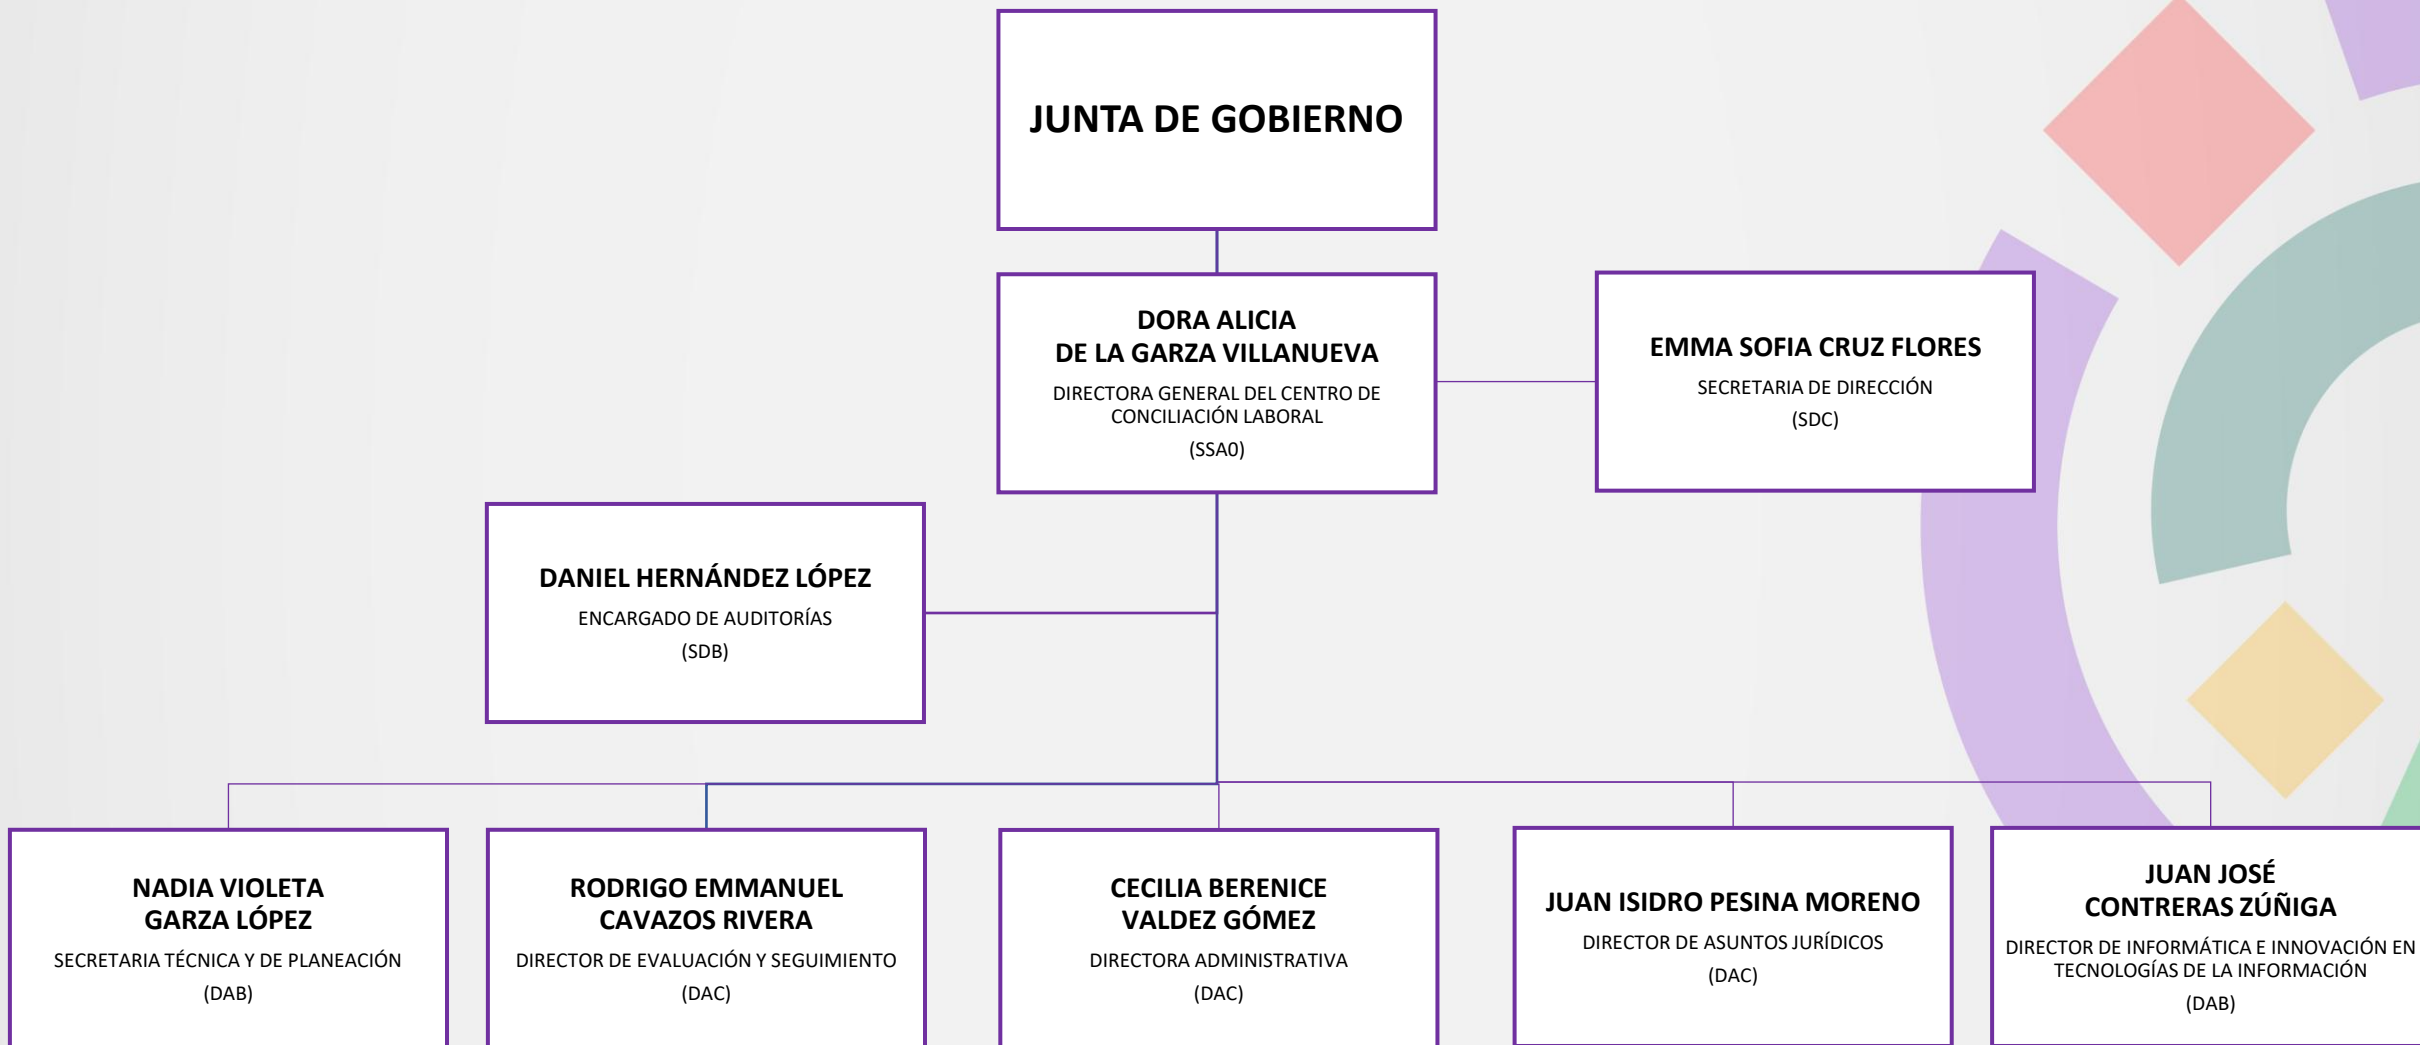 JUNTA DE GOBIERNO
DORA ALICIA
DE LA GARZA VILLANUEVA
DIRECTORA GENERAL DEL CENTRO DE
CONCILIACIÓN LABORAL
(SSA0)
EMMA SOFIA CRUZ FLORES
SECRETARIA DE DIRECCIÓN
(SDC)
DANIEL HERNÁNDEZ LÓPEZ
ENCARGADO DE AUDITORÍAS
(SDB)
NADIA VIOLETA
GARZA LÓPEZ
SECRETARIA TÉCNICA Y DE PLANEACIÓN
(DAB)
RODRIGO EMMANUEL
CAVAZOS RIVERA
DIRECTOR DE EVALUACIÓN Y SEGUIMIENTO
(DAC)
CECILIA BERENICE
VALDEZ GÓMEZ
DIRECTORA ADMINISTRATIVA
(DAC)
JUAN ISIDRO PESINA MORENO
DIRECTOR DE ASUNTOS JURÍDICOS
(DAC)
JUAN JOSÉ
CONTRERAS ZÚÑIGA
DIRECTOR DE INFORMÁTICA E INNOVACIÓN EN
TECNOLOGÍAS DE LA INFORMACIÓN
(DAB)